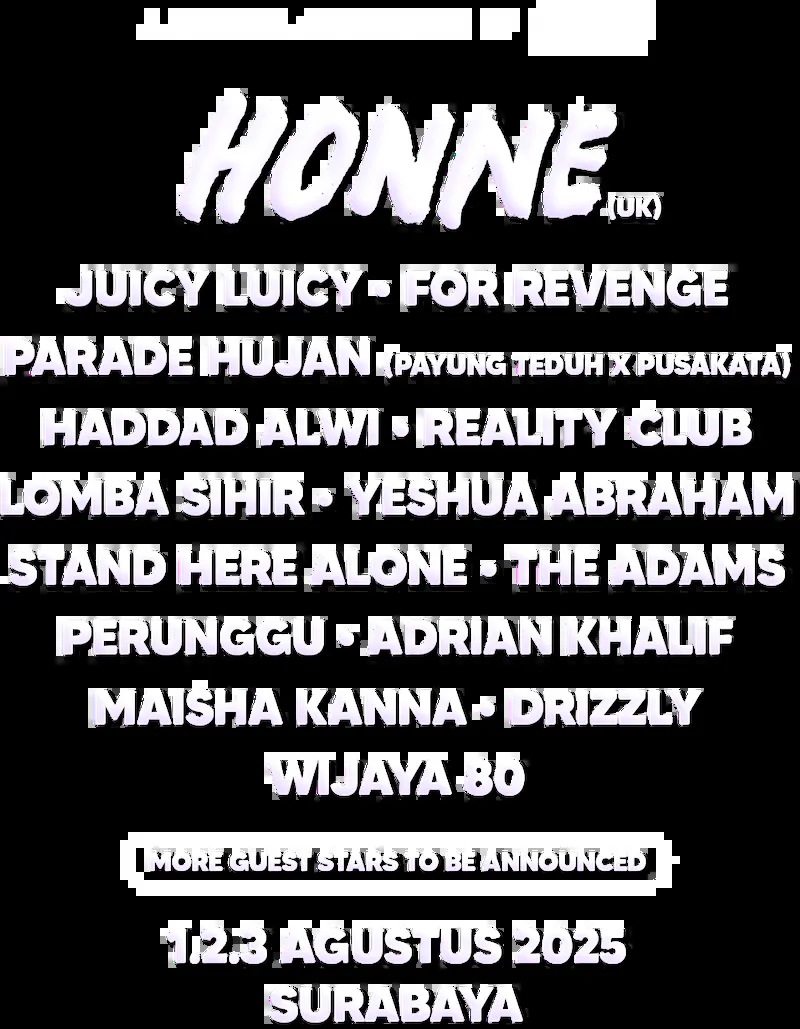 HONNE (UK)
JUICY LUICY • FOR REVENGE
PARADE HUJAN (PAYUNG TEDUH X PUSAKATA)
HADDAD ALWI • REALITY CLUB
LOMBA SIHIR • YESHUA ABRAHAM
STAND HERE ALONE • THE ADAMS
PERUNGGU • ADRIAN KHALIF
MAISHA KANNA • DRIZZLY
WIJAYA 80
MORE GUEST STARS TO BE ANNOUNCED
1.2.3 AGUSTUS 2025
SURABAYA